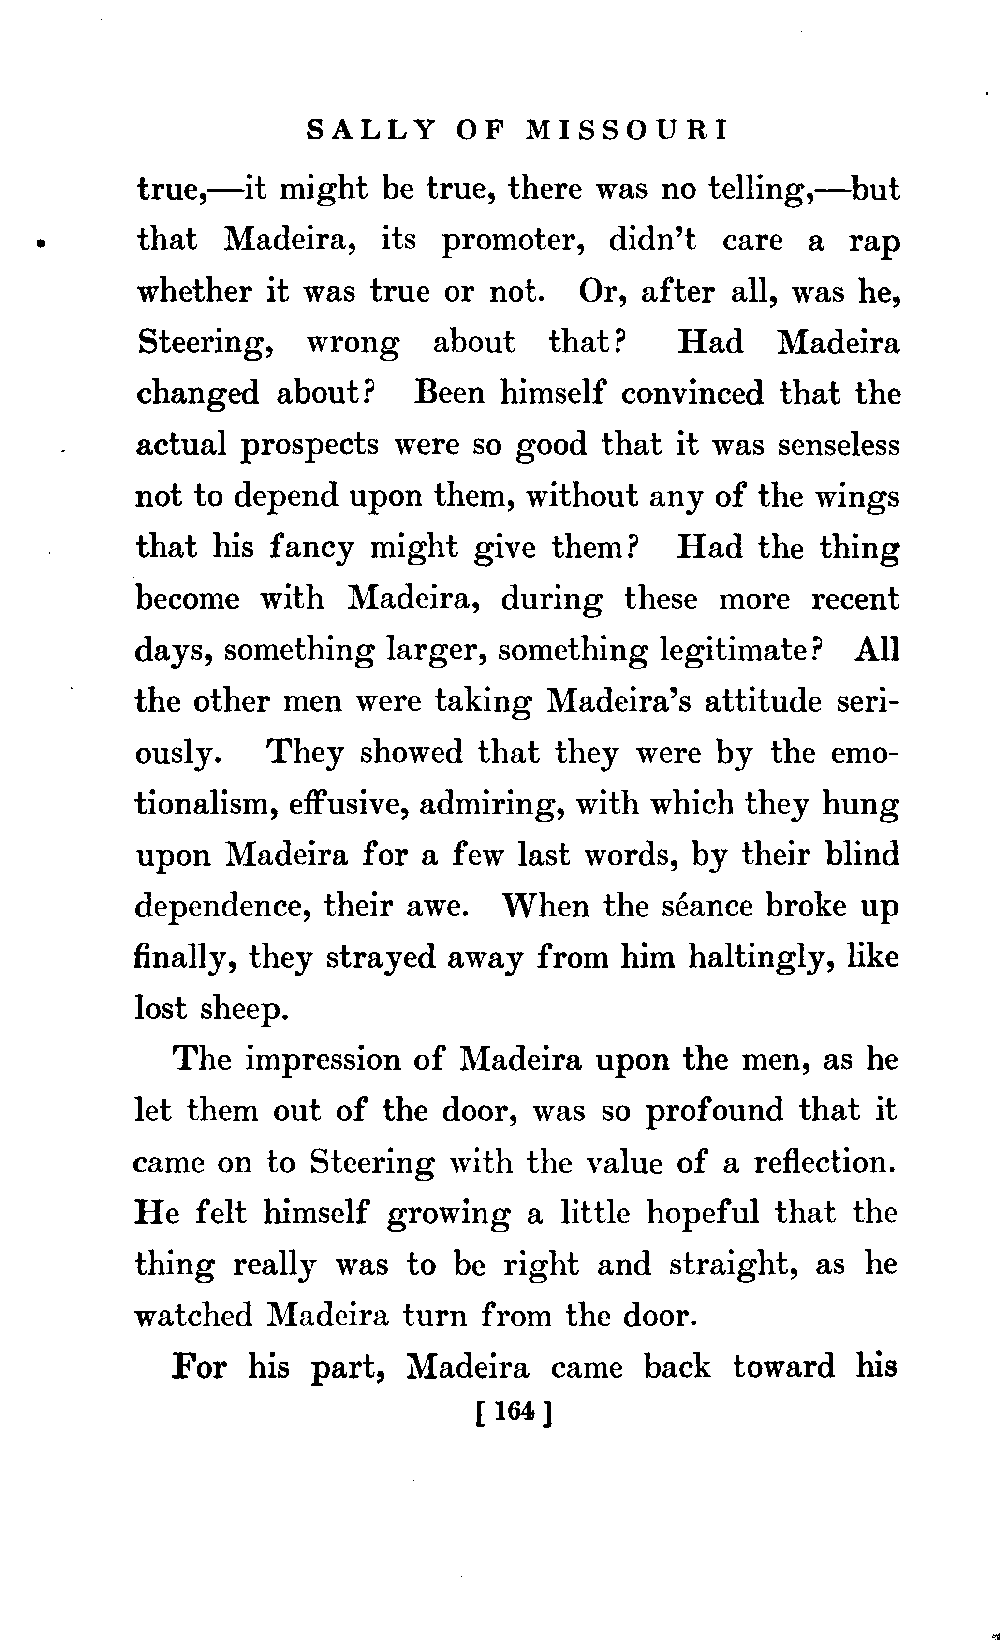 SALLY OF MISSOURI
true,—it might be true, there was no telling,—but
that Madeira, its promoter, didn't care a rap
whether it was true or not. Or, after all, was he,
Steering, wrong about that? Had Madeira
changed about? Been himself convinced that the
actual prospects were so good that it was senseless
not to depend upon them, without any of the wings
that his fancy might give them? Had the thing
become with Madeira, during these more recent
days, something larger, something legitimate? All
the other men were taking Madeira's attitude seri-
ously. They showed that they were by the emo-
tionalism, effusive, admiring, with which they hung
upon Madeira for a few last words, by their blind
dependence, their awe. When the séance broke up
finally, they strayed away from him haltingly, like
lost sheep.
The impression of Madeira upon the men, as he
let them out of the door, was so profound that it
came on to Steering with the value of a reflection.
He felt himself growing a little hopeful that the
thing really was to be right and straight, as he
watched Madeira turn from the door.
For his part, Madeira came back toward his
[ 164 ]